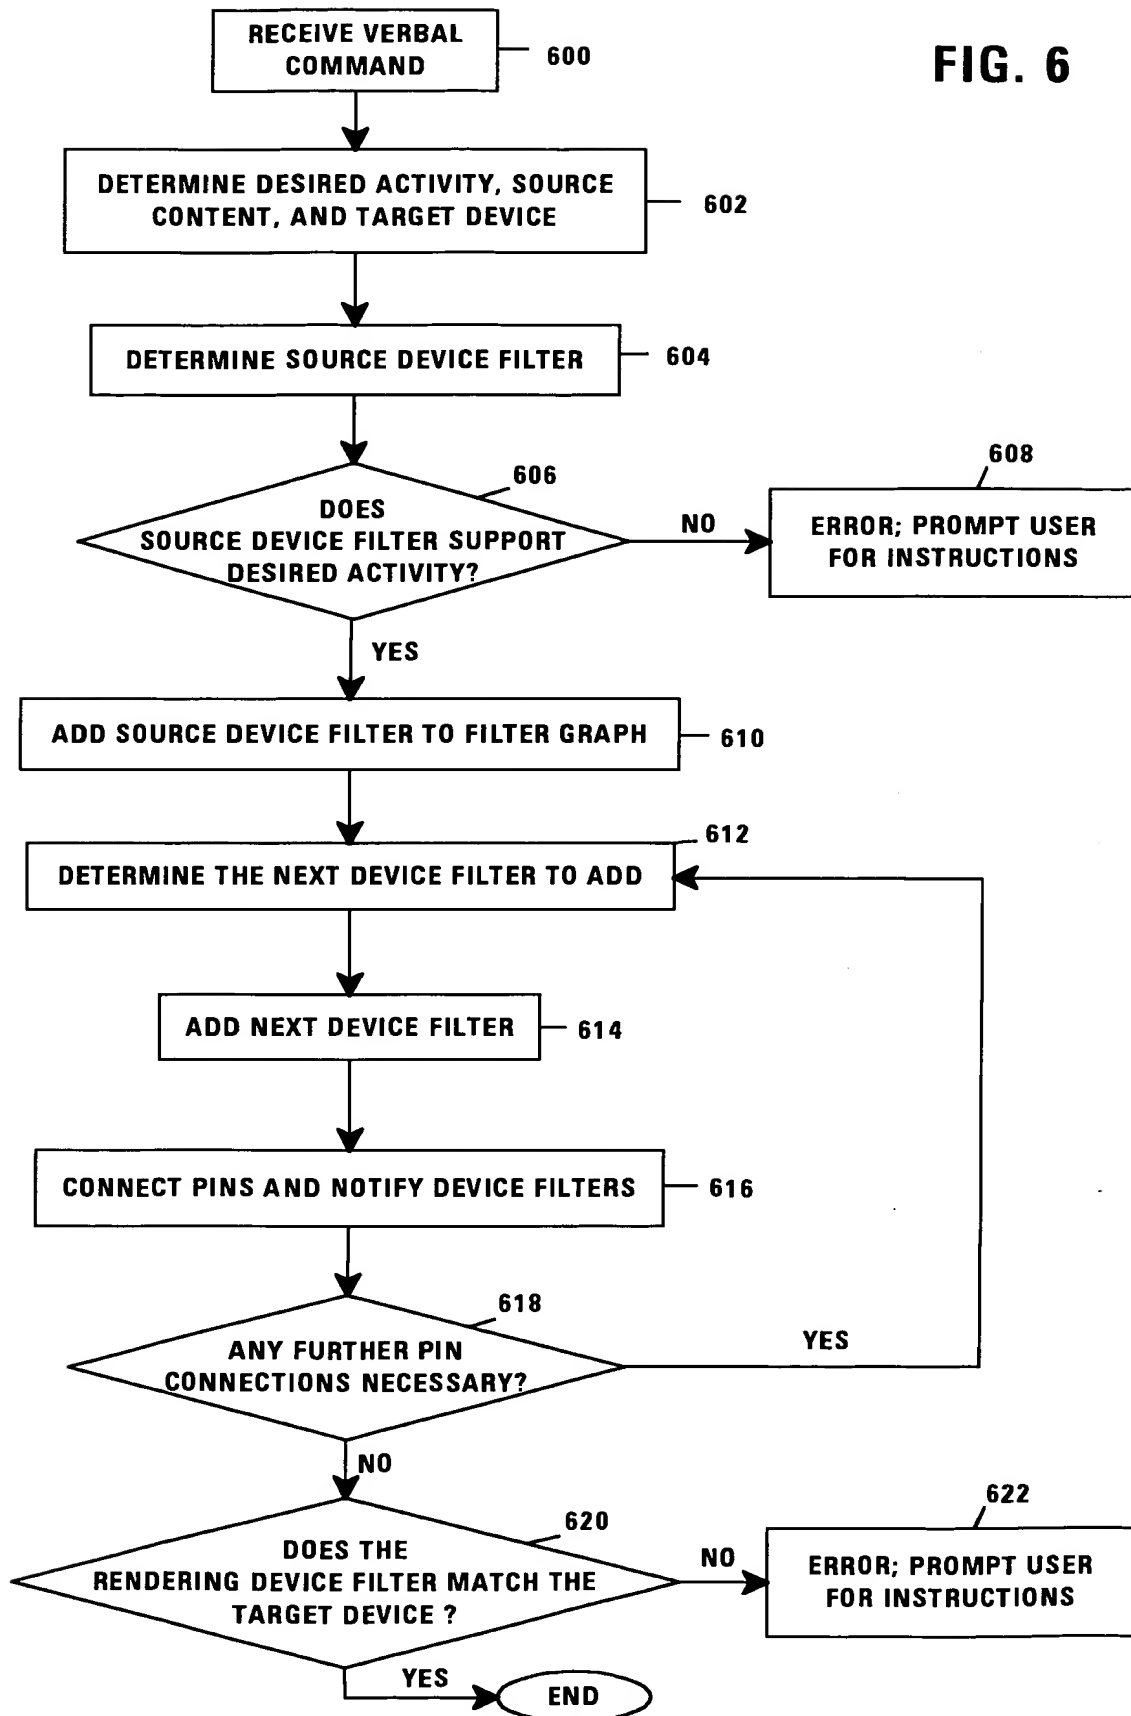 RECEIVE VERBAL
COMMAND
600
FIG. 6
DETERMINE DESIRED ACTIVITY, SOURCE
CONTENT, AND TARGET DEVICE
602
DETERMINE SOURCE DEVICE FILTER
604
606
DOES
SOURCE DEVICE FILTER SUPPORT
DESIRED ACTIVITY?
NO
608
ERROR; PROMPT USER
FOR INSTRUCTIONS
YES
ADD SOURCE DEVICE FILTER TO FILTER GRAPH
610
612
DETERMINE THE NEXT DEVICE FILTER TO ADD
ADD NEXT DEVICE FILTER
614
CONNECT PINS AND NOTIFY DEVICE FILTERS
616
618
ANY FURTHER PIN
CONNECTIONS NECESSARY?
YES
NO
620
DOES THE
RENDERING DEVICE FILTER MATCH THE
TARGET DEVICE ?
NO
622
ERROR; PROMPT USER
FOR INSTRUCTIONS
YES
END